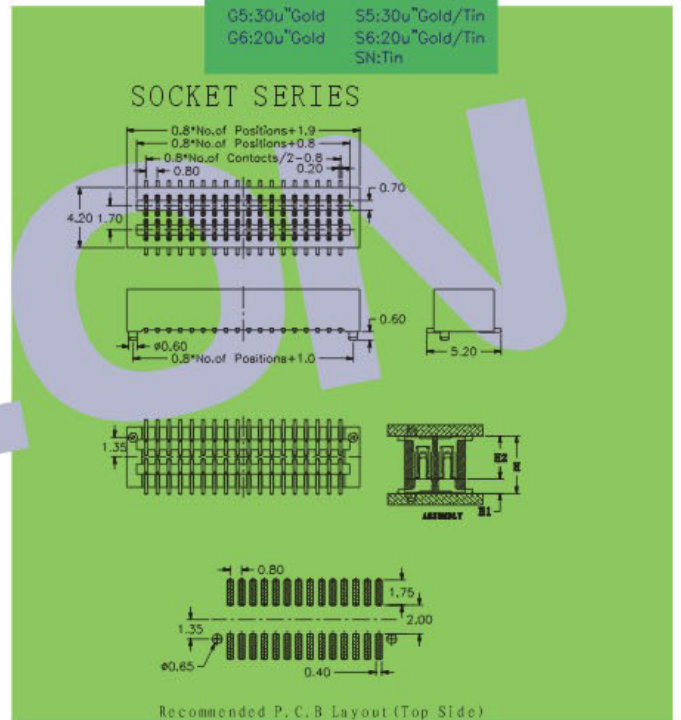 G5:30u"Gold S5:30u"Gold/Tin
G6:20u"Gold S6:20u"Gold/Tin
SN:Tin
SOCKET SERIES
0.8*No.of Positions+1.9
0.8*No.of Positions+0.8
0.8*No.of Contacts/2-0.8
0.80
0.20
0.70
4.20
1.70
0.60
ø0.60
0.8*No.of Positions+1.0
5.20
1.35
H2
H
H1
ASSEMBLY
0.80
1.75
1.35
2.00
ø0.65
0.40
Recommended P.C.B Layout(Top Side)
ON